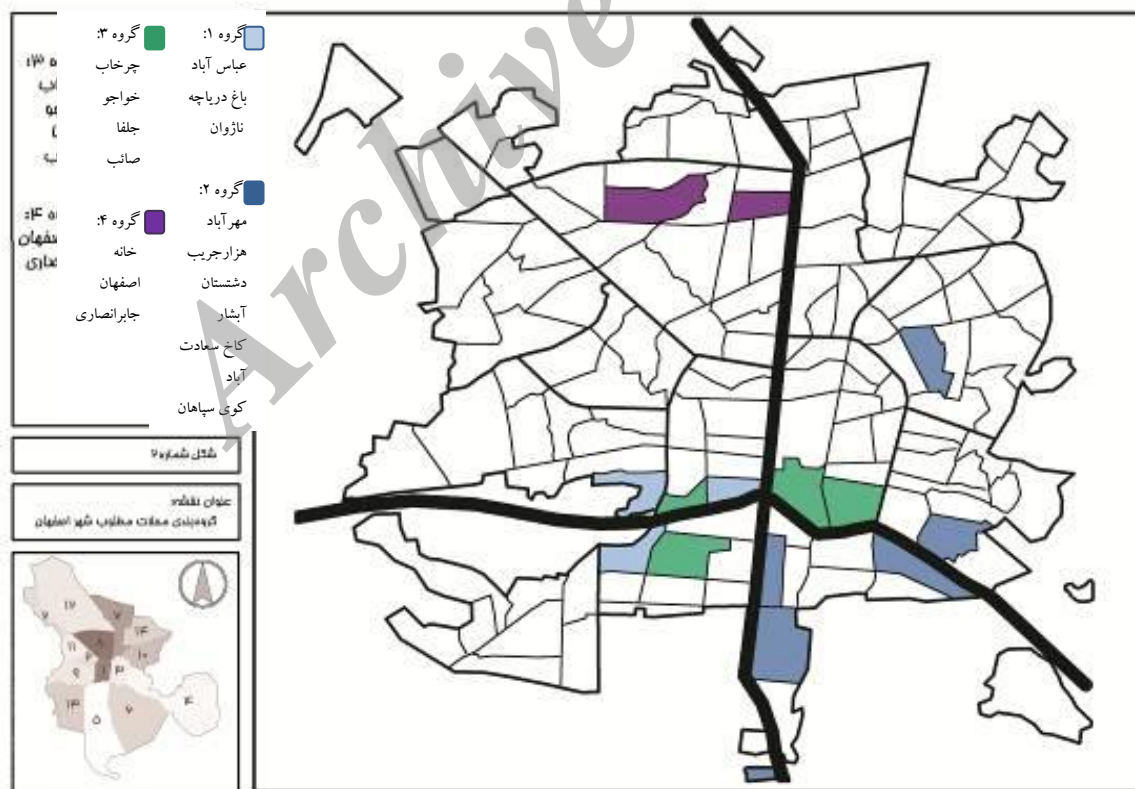 گروه ۱:
عباس آباد
باغ دریاچه
ناژوان
گروه ۲:
مهرآباد
هزارجریب
دشتستان
آبشار
کاخ سعادت
آباد
کوی سپاهان
گروه ۳:
چرخاب
خواجو
جلفا
صائب
گروه ۴:
خانه
اصفهان
جابرانصاری
شکل شماره ۲
عنوان نقشه:
گروه‌بندی محلات مطلوب شهر اصفهان
Archive